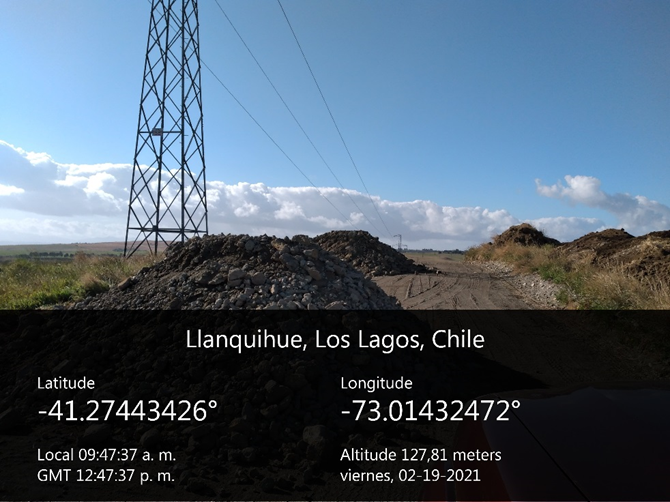 Llanquihue, Los Lagos, Chile
Latitude
-41.27443426°
Longitude
-73.01432472°
Local 09:47:37 a. m.
GMT 12:47:37 p. m.
Altitude 127,81 meters
viernes, 02-19-2021